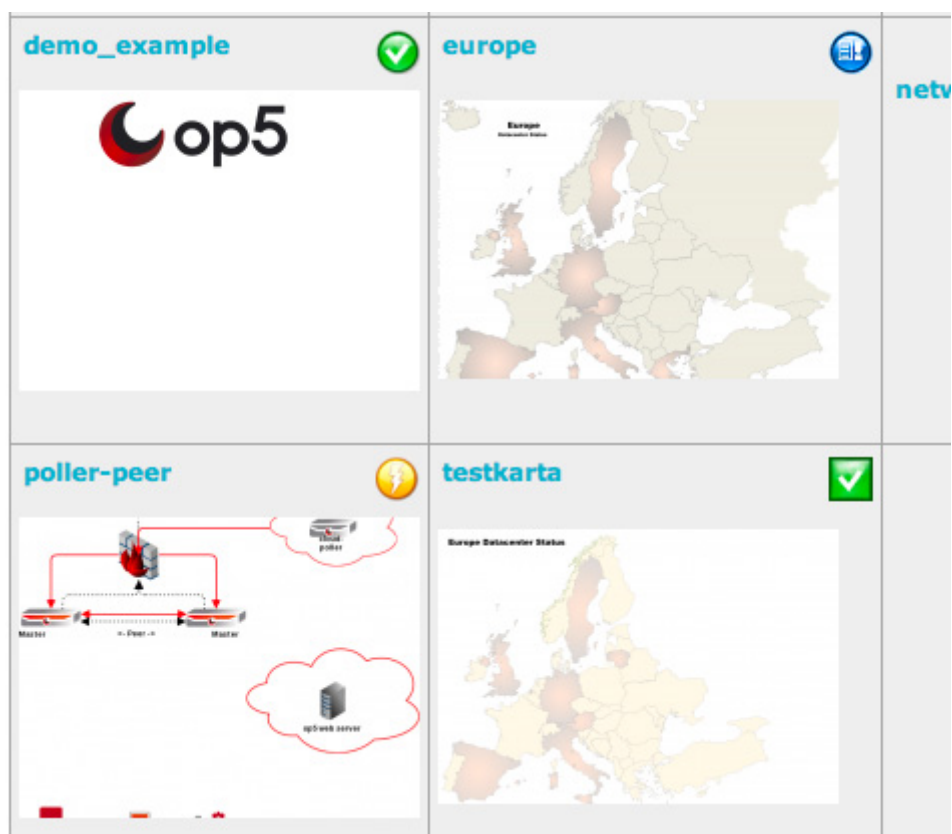 demo_example
europe
netw
op5
Europe
Datacenter Status
poller-peer
testkarta
poller
Master
Master
<- Peer ->
op5 web server
Europe Datacenter Status